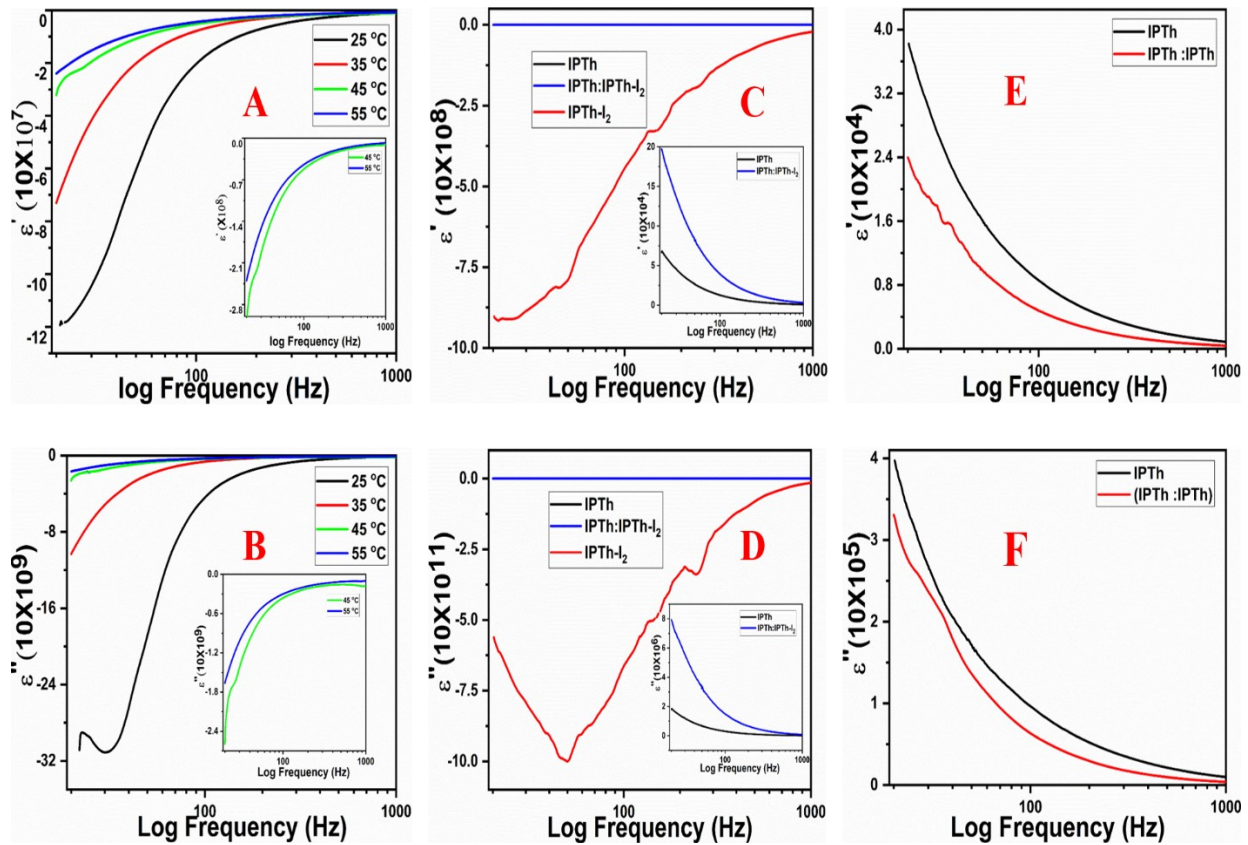 0
-2
-4
-6
-8
-10
-12
ε' (10X10⁷)
25 °C
35 °C
45 °C
55 °C
A
0.0
-0.7
-1.4
-2.1
-2.8
ε' (X10⁸)
45 °C
55 °C
100
1000
log Frequency (Hz)
100
1000
log Frequency (Hz)
0.0
-2.5
-5.0
-7.5
-10.0
ε' (10X10⁸)
IPTh
IPTh:IPTh-I₂
IPTh-I₂
C
20
15
10
5
0
ε' (10X10⁴)
IPTh
IPTh:IPTh-I₂
100
1000
Log Frequency (Hz)
100
1000
Log Frequency (Hz)
4.0
3.2
2.4
1.6
0.8
0.0
ε' (10X10⁴)
IPTh
IPTh :IPTh
E
100
1000
Log Frequency (Hz)
0
-8
-16
-24
-32
ε'' (10X10⁹)
25 °C
35 °C
45 °C
55 °C
B
0.0
-0.6
-1.2
-1.8
-2.4
ε'' (10X10⁹)
45 °C
55 °C
100
1000
Log Frequency (Hz)
100
1000
Log Frequency (Hz)
0.0
-2.5
-5.0
-7.5
-10.0
ε'' (10X10¹¹)
IPTh
IPTh:IPTh-I₂
IPTh-I₂
D
8
6
4
2
0
ε'' (10X10⁶)
IPTh
IPTh:IPTh-I₂
100
1000
Log Frequency (Hz)
100
1000
Log Frequency (Hz)
4
3
2
1
0
ε'' (10X10⁵)
IPTh
(IPTh :IPTh)
F
100
1000
Log Frequency (Hz)